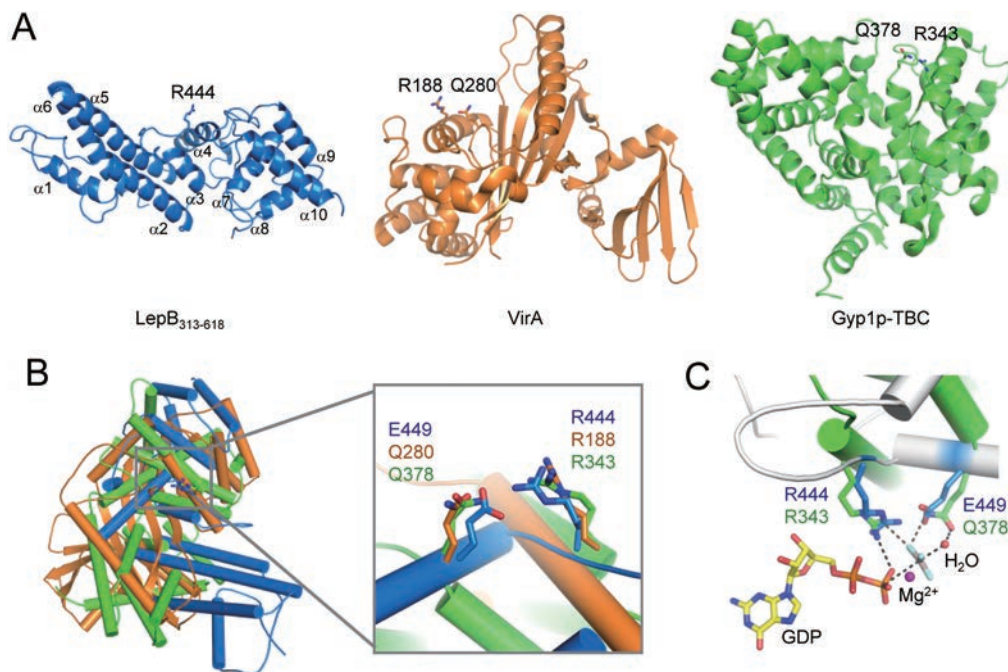 A
R444
α6
α5
α4
α9
α1
α3
α7
α2
α8
α10
LepB313-618
R188 Q280
VirA
Q378
R343
Gyp1p-TBC
B
E449
Q280
Q378
R444
R188
R343
C
R444
R343
E449
Q378
H2O
Mg2+
GDP